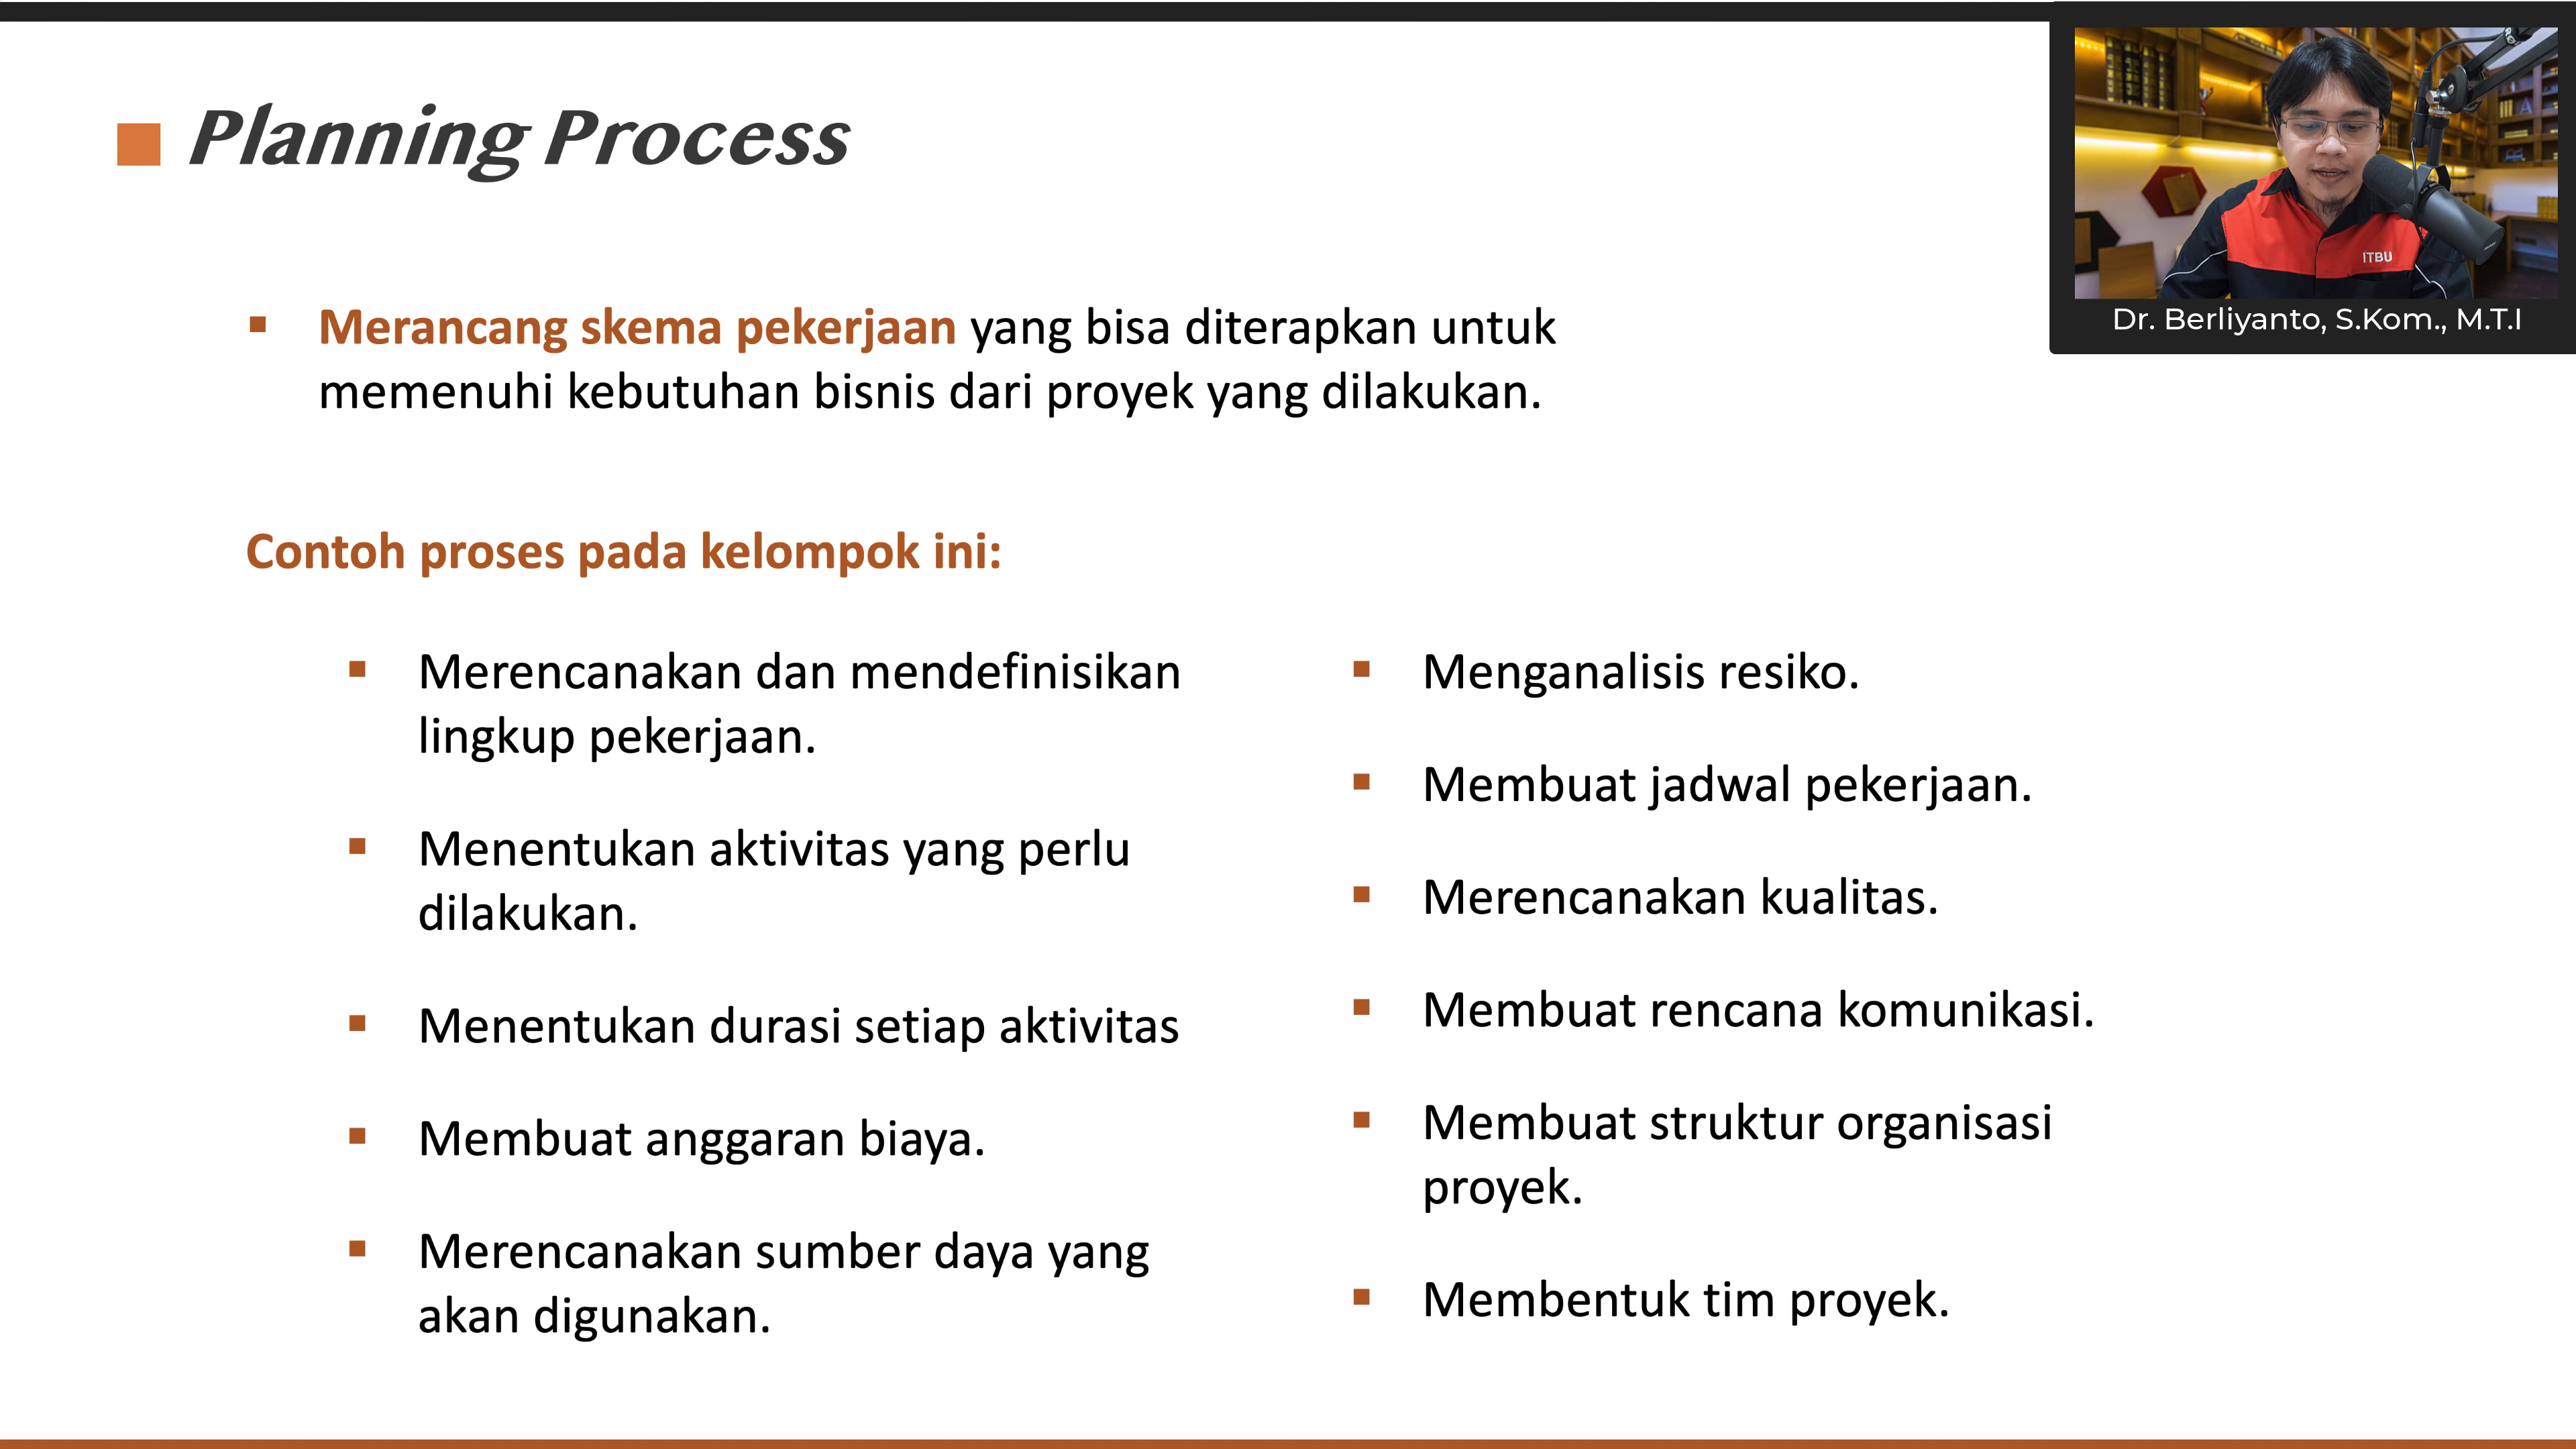 Planning Process
Merancang skema pekerjaan yang bisa diterapkan untuk
memenuhi kebutuhan bisnis dari proyek yang dilakukan.
Contoh proses pada kelompok ini:
Merencanakan dan mendefinisikan
lingkup pekerjaan.
Menentukan aktivitas yang perlu
dilakukan.
Menentukan durasi setiap aktivitas
Membuat anggaran biaya.
Merencanakan sumber daya yang
akan digunakan.
Menganalisis resiko.
Membuat jadwal pekerjaan.
Merencanakan kualitas.
Membuat rencana komunikasi.
Membuat struktur organisasi
proyek.
Membentuk tim proyek.
ITBU
Dr. Berliyanto, S.Kom., M.T.I